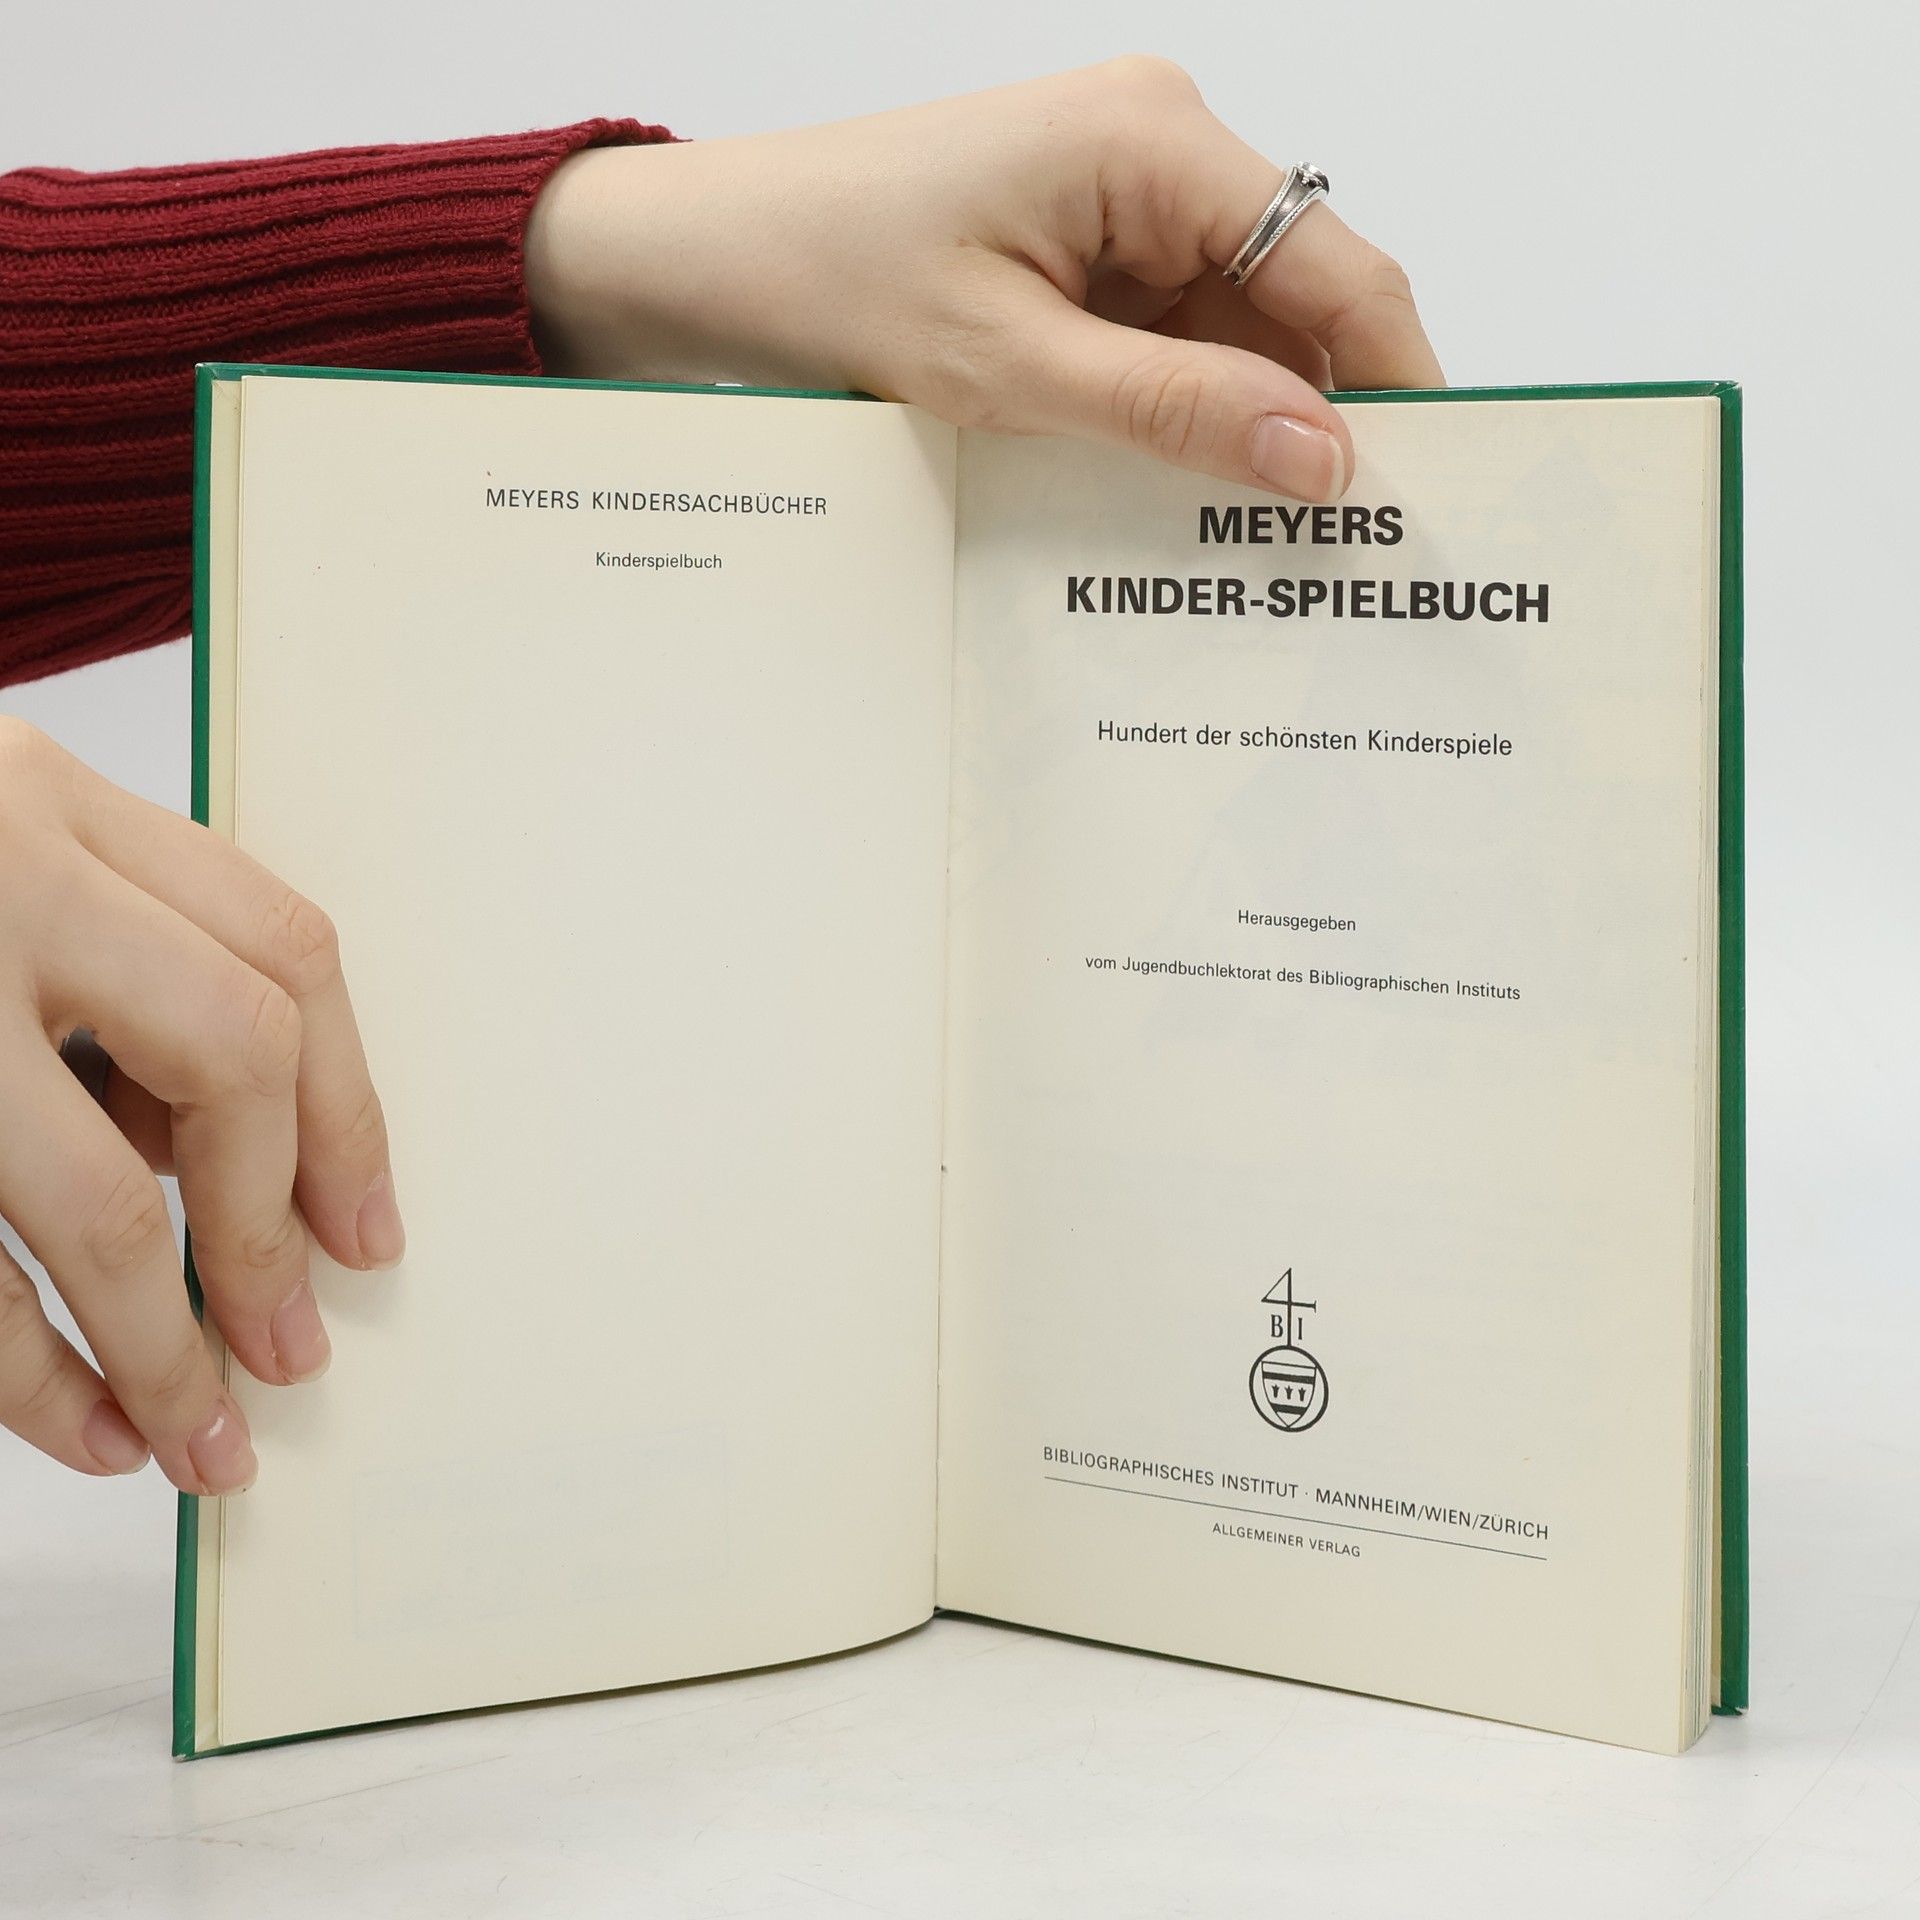 MEYERS KINDERSACHBÜCHER
Kinderspielbuch
MEYERS
KINDER-SPIELBUCH
Hundert der schönsten Kinderspiele
Herausgegeben
vom Jugendbuchlektorat des Bibliographischen Instituts
B I
BIBLIOGRAPHISCHES INSTITUT · MANNHEIM/WIEN/ZÜRICH
ALLGEMEINER VERLAG